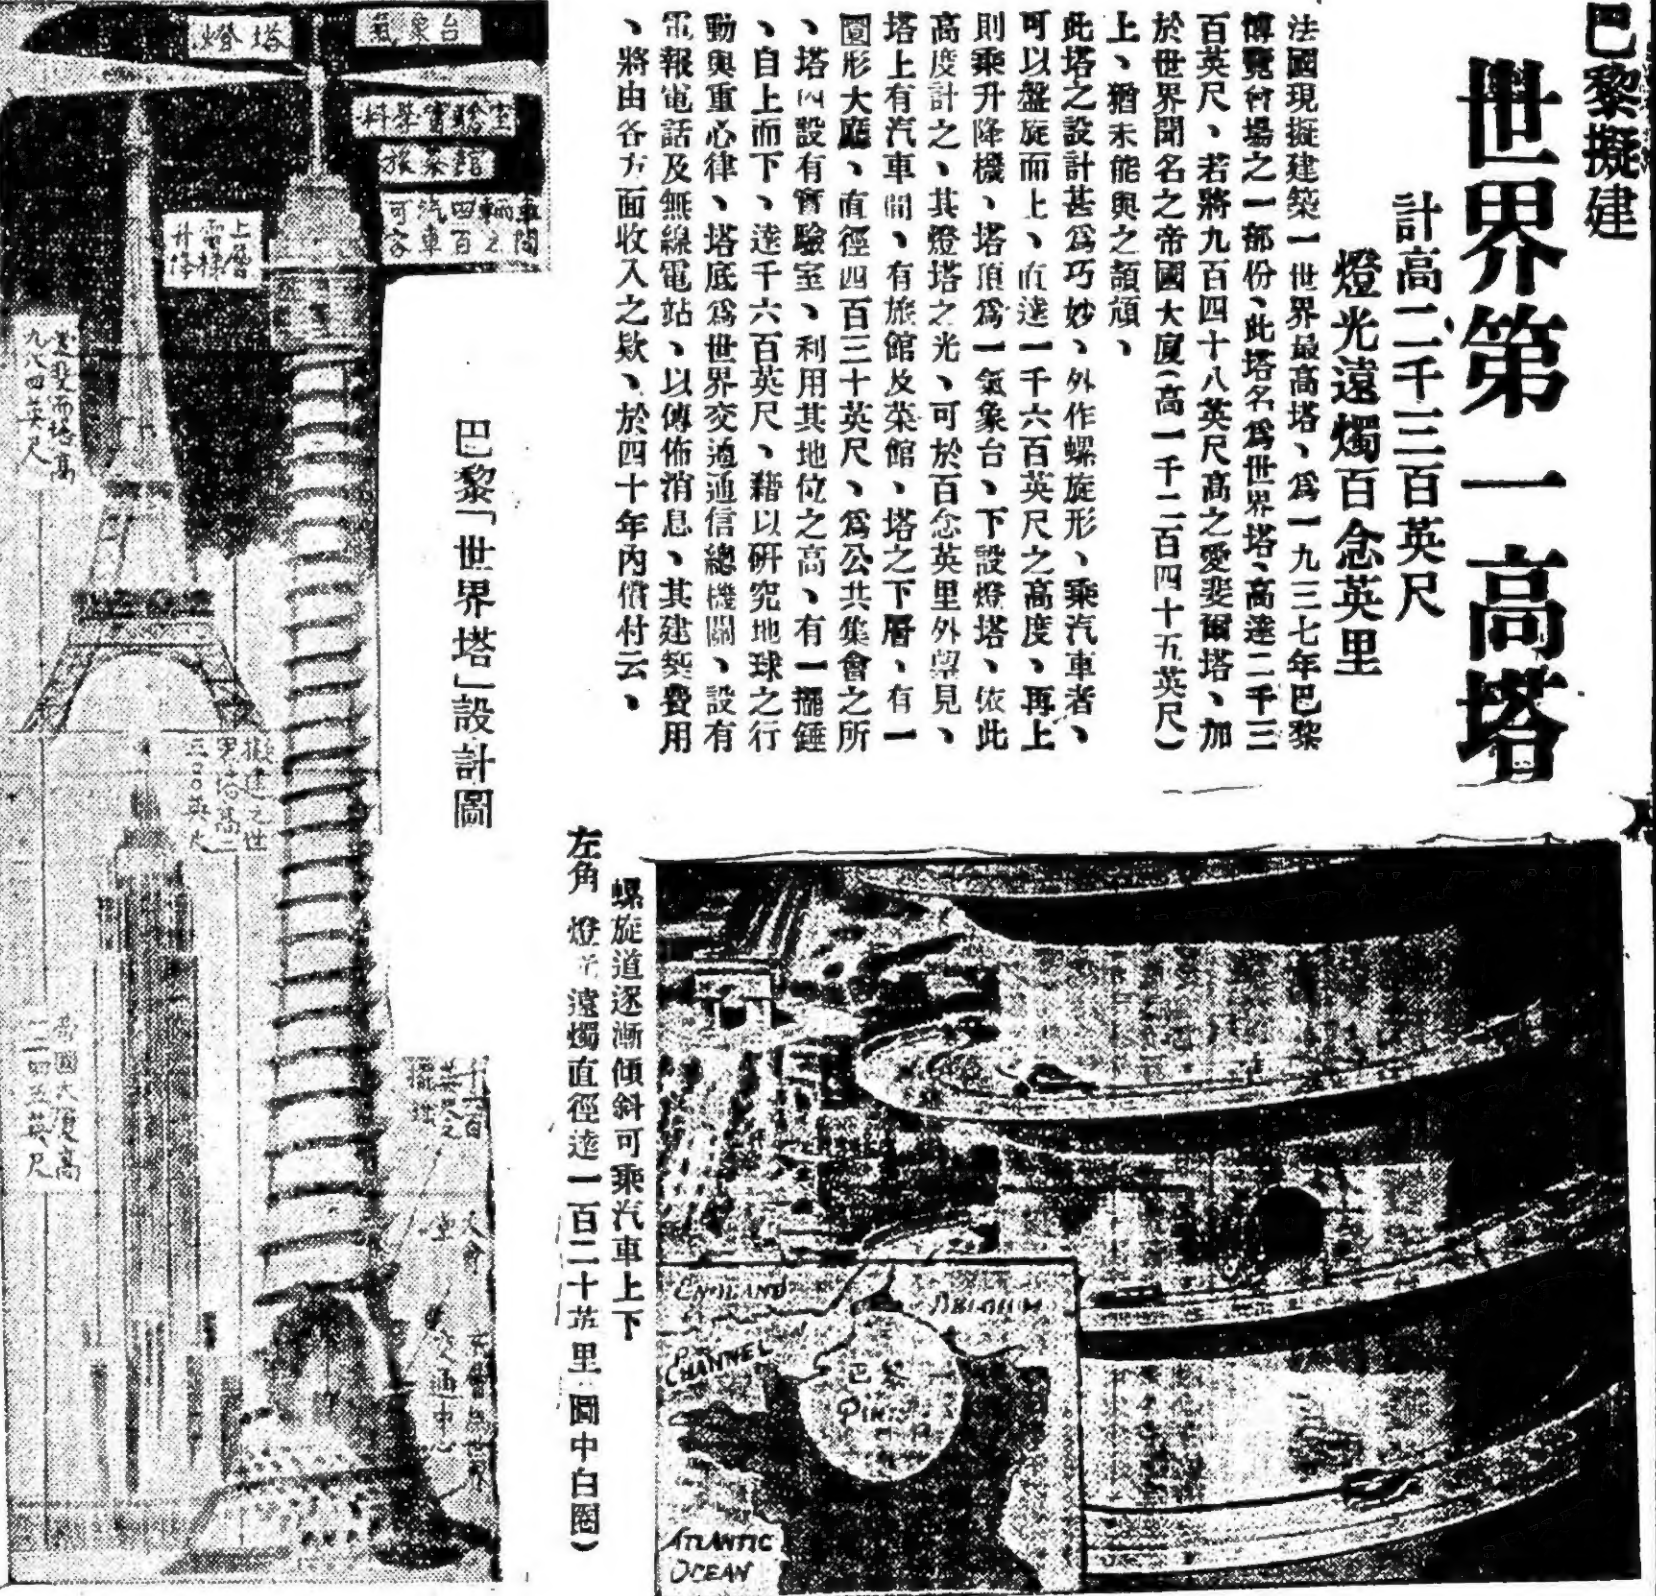 巴黎擬建
世界第一高塔
計高二千三百英尺
燈光遠燭百念英里
法國現擬建築一世界最高塔、爲一九三七年巴黎
博覽會場之一部份、此塔名爲世界塔、高達二千三
百英尺、若將九百四十八英尺高之愛斐爾塔、加
於世界聞名之帝國大廈(高一千二百四十五英尺)
上、猶未能與之頡頏、
此塔之設計甚爲巧妙、外作螺旋形、乘汽車者、
可以盤旋而上、直達一千六百英尺之高度、再上
則乘升降機、塔頂爲一氣象台、下設燈塔、依此
高度計之、其燈塔之光、可於百念英里外望見、
塔上有汽車間、有旅館及菜館、塔之下層、有一
圓形大廳、直徑四百三十英尺、爲公共集會之所
、塔內設有實驗室、利用其地位之高、有一擺錘
、自上而下、達千六百英尺、藉以研究地球之行
動與重心律、塔底爲世界交通通信總機關、設有
電報電話及無線電站、以傳佈消息、其建築費用
、將由各方面收入之欵、於四十年內償付云、
巴黎「世界塔」設計圖
氣象台
燈塔
科學實驗室
旅菜館
可容汽車四百輛之車間
上層電梯升降
愛斐而塔高
九八四英尺
擬建之世
界塔高二
三〇〇英尺
帝國大廈高
一二四五英尺
螺旋道逐漸傾斜可乘汽車上下
左角 燈光遠燭直徑達一百二十英里(圖中白圈)
ENGLAND
BELGIUM
CHANNEL
巴黎
PARIS
ATLANTIC
OCEAN